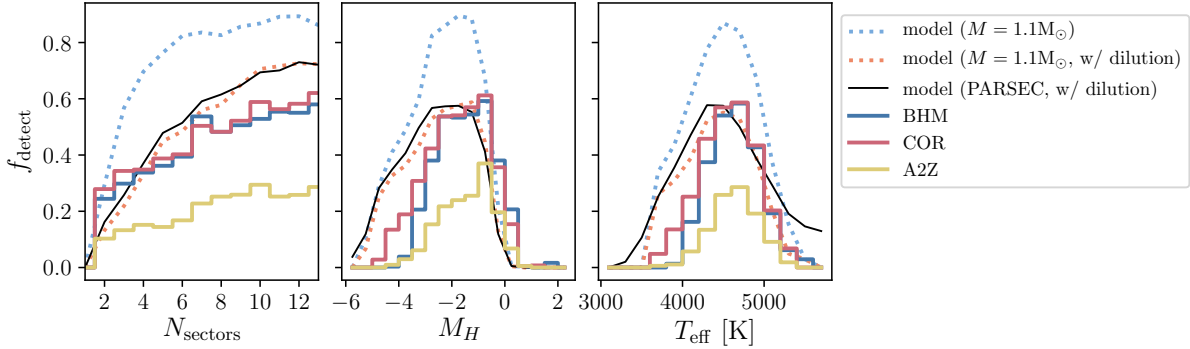 f_detect
0.8
0.6
0.4
0.2
0.0
2 4 6 8 10 12
N_sectors
−6 −4 −2 0 2
M_H
3000 4000 5000
T_eff [K]
model (M = 1.1M⊙)
model (M = 1.1M⊙, w/ dilution)
model (PARSEC, w/ dilution)
BHM
COR
A2Z